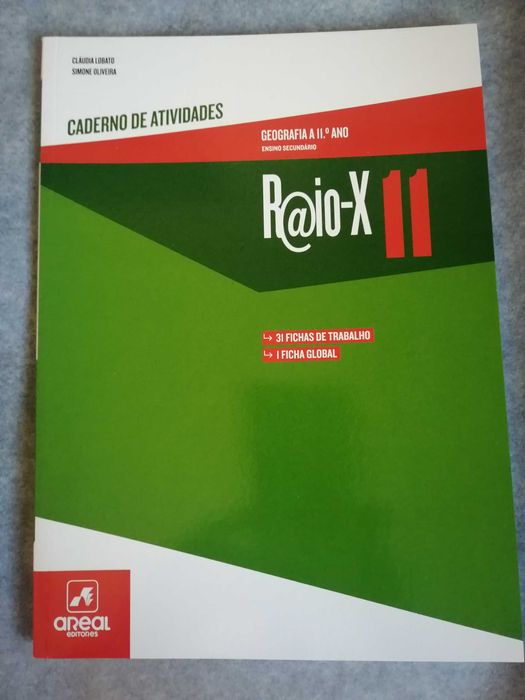 CLÁUDIA LOBATO
SIMONE OLIVEIRA
CADERNO DE ATIVIDADES
GEOGRAFIA A 11.º ANO
ENSINO SECUNDÁRIO
R@io-X 11
↳ 31 FICHAS DE TRABALHO
↳ 1 FICHA GLOBAL
aReaL
EDITORES